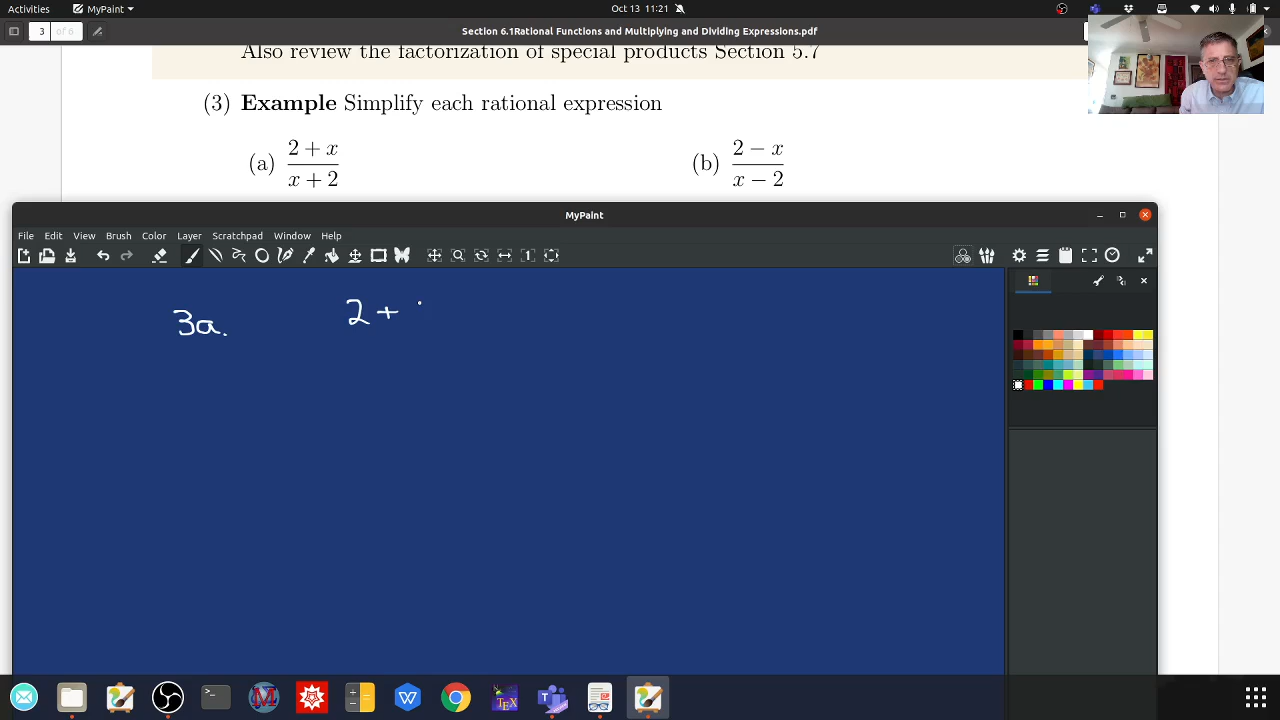 Activities MyPaint Oct 13 11:21
3 of 6 Section 6.1Rational Functions and Multiplying and Dividing Expressions.pdf
Also review the factorization of special products Section 5.7
(3) Example Simplify each rational expression
(a) 2 + x / x + 2 (b) 2 − x / x − 2
MyPaint
File Edit View Brush Color Layer Scratchpad Window Help
3a. 2 +